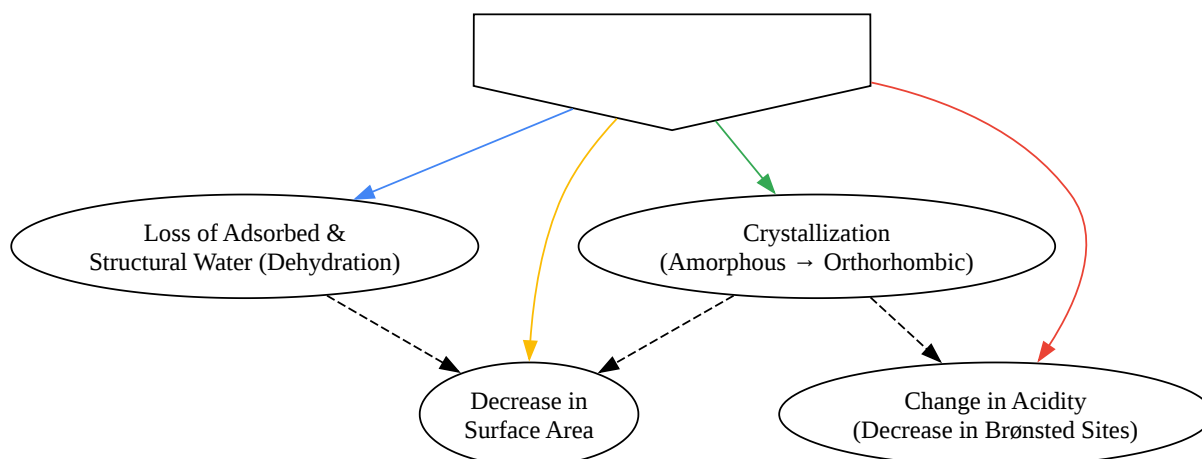 Loss of Adsorbed &
Structural Water (Dehydration)
Crystallization
(Amorphous → Orthorhombic)
Decrease in
Surface Area
Change in Acidity
(Decrease in Brønsted Sites)